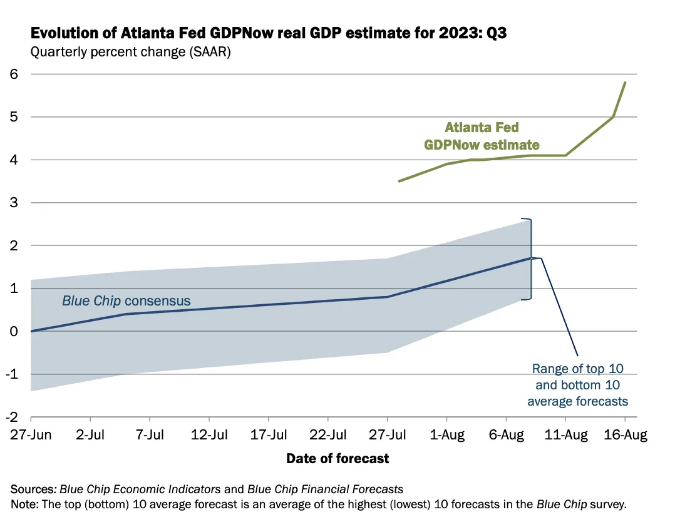 Evolution of Atlanta Fed GDPNow real GDP estimate for 2023: Q3
Quarterly percent change (SAAR)
6
5
Atlanta Fed
GDPNow estimate
4
3
2
1
Blue Chip consensus
0
-1
Range of top 10
and bottom 10
average forecasts
-2
27-Jun 2-Jul 7-Jul 12-Jul 17-Jul 22-Jul 27-Jul 1-Aug 6-Aug 11-Aug 16-Aug
Date of forecast
Sources: Blue Chip Economic Indicators and Blue Chip Financial Forecasts
Note: The top (bottom) 10 average forecast is an average of the highest (lowest) 10 forecasts in the Blue Chip survey.